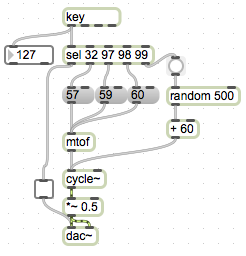 key
127
sel 32 97 98 99
57 59 60
random 500
+ 60
mtof
cycle~
*~ 0.5
dac~